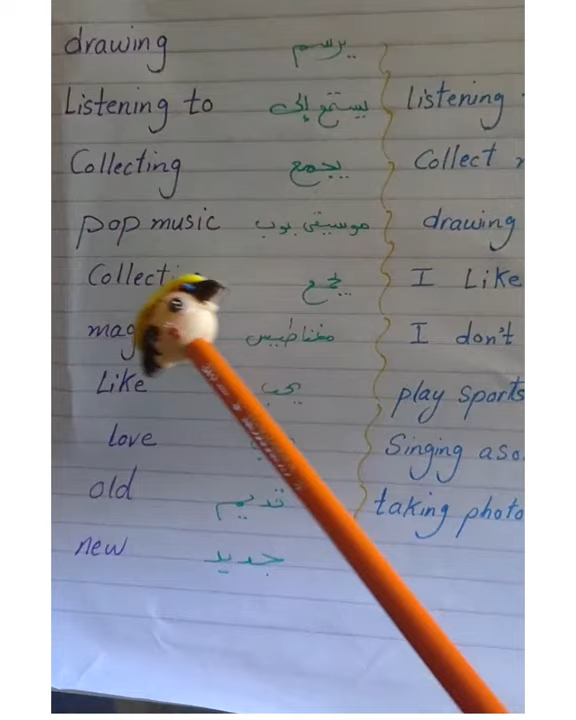 drawing يرسم
Listening to يستمع إلى listening
Collecting يجمع Collect
pop music موسيقى بوب drawing
يجمع I Like
مغناطيس I don't
Like يحب play sports
love Singing a so
old قديم taking photo
new جديد